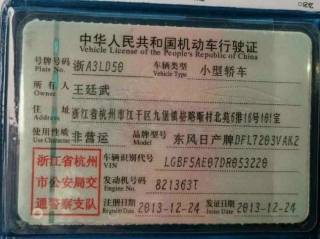 中华人民共和国机动车行驶证
Vehicle License of the People's Republic of China
号牌号码 浙A3LD50 车辆类型 小型轿车
Plate No. Vehicle Type
所有人 王廷武
Owner
住址 浙江省杭州市江干区九堡镇
Address
使用性质 非营运 品牌型号 东风日产牌DFL7203VAK2
Use Character Model
浙江省杭州
市公安局交
通警察支队
车辆识别代号 LGBF5AE07DR053220
VIN
发动机号码 821363T
Engine No.
注册日期 2013-12-24 发证日期 2013-12-24
Register Date Issue Date